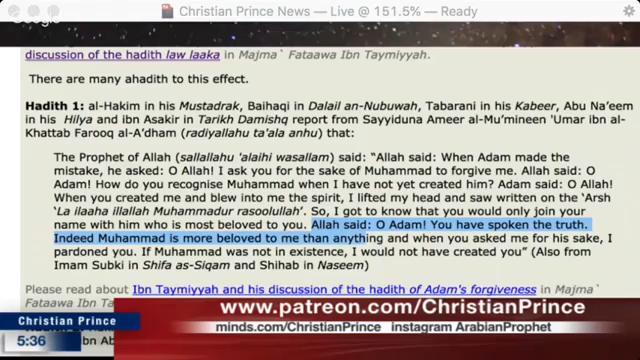 Christian Prince News — Live @ 151.5% — Ready
discussion of the hadith law laaka in Majma` Fataawa Ibn Taymiyyah.
There are many ahadith to this effect.
Hadith 1: al-Hakim in his Mustadrak, Baihaqi in Dalail an-Nubuwah, Tabarani in his Kabeer, Abu Na'eem
in his Hilya and ibn Asakir in Tarikh Damishq report from Sayyiduna Ameer al-Mu'mineen 'Umar ibn al-
Khattab Farooq al-A'dham (radiyallahu ta'ala anhu) that:
The Prophet of Allah (sallallahu 'alaihi wasallam) said: "Allah said: When Adam made the
mistake, he asked: O Allah! I ask you for the sake of Muhammad to forgive me. Allah said: O
Adam! How do you recognise Muhammad when I have not yet created him? Adam said: O Allah!
When you created me and blew into me the spirit, I lifted my head and saw written on the 'Arsh
'La ilaaha illallah Muhammadur rasoolullah'. So, I got to know that you would only join your
name with him who is most beloved to you. Allah said: O Adam! You have spoken the truth.
Indeed Muhammad is more beloved to me than anything and when you asked me for his sake, I
pardoned you. If Muhammad was not in existence, I would not have created you" (Also from
Imam Subki in Shifa as-Siqam and Shihab in Naseem)
Please read about Ibn Taymiyyah and his discussion of the hadith of Adam's forgiveness in Majma`
Fataawa Ibn
www.patreon.com/ChristianPrince
Christian Prince
minds.com/ChristianPrince instagram ArabianProphet
5:36